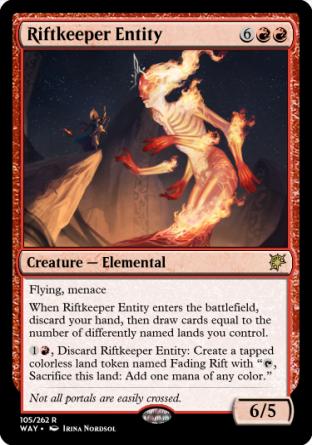 Riftkeeper Entity 6
Creature — Elemental
Flying, menace
When Riftkeeper Entity enters the battlefield,
discard your hand, then draw cards equal to the
number of differently named lands you control.
1, Discard Riftkeeper Entity: Create a tapped
colorless land token named Fading Rift with “,
Sacrifice this land: Add one mana of any color.”
Not all portals are easily crossed.
6/5
105/262 R
WAY • Irina Nordsol